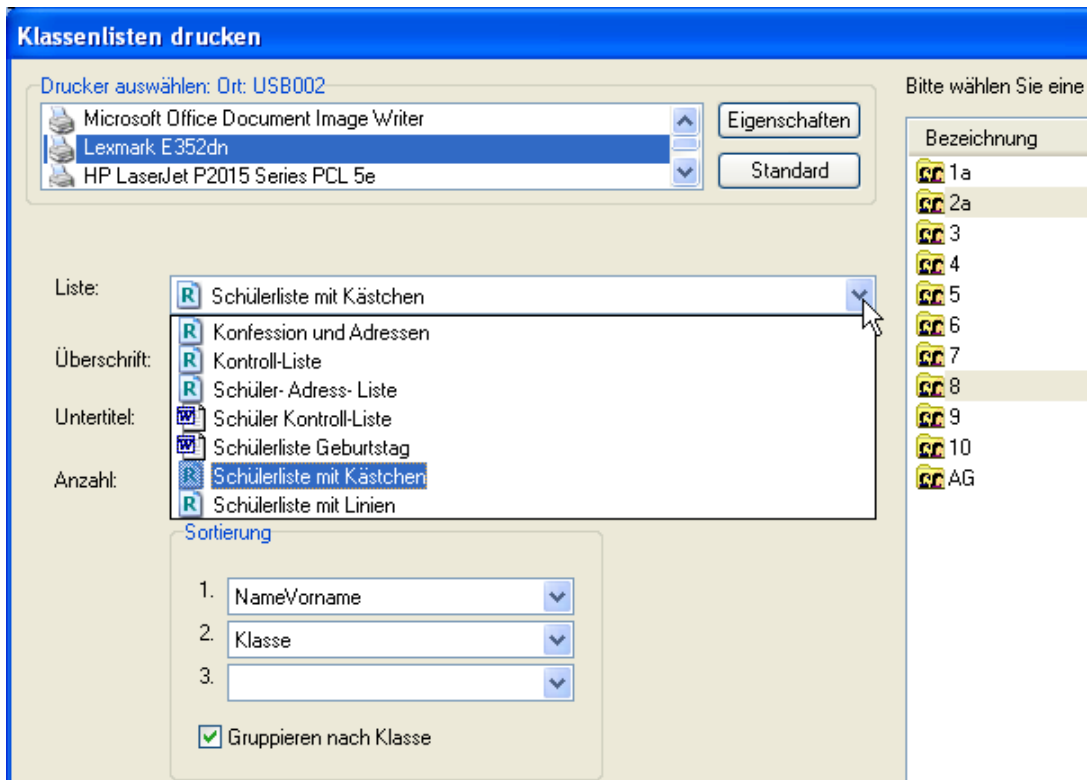 Klassenlisten drucken
Drucker auswählen: Ort: USB002
Microsoft Office Document Image Writer
Lexmark E352dn
HP LaserJet P2015 Series PCL 5e
Eigenschaften
Standard
Liste:
Schülerliste mit Kästchen
Konfession und Adressen
Kontroll-Liste
Schüler- Adress- Liste
Schüler Kontroll-Liste
Schülerliste Geburtstag
Schülerliste mit Kästchen
Schülerliste mit Linien
Überschrift:
Untertitel:
Anzahl:
Sortierung
1. NameVorname
2. Klasse
3.
Gruppieren nach Klasse
Bitte wählen Sie eine
Bezeichnung
1a
2a
3
4
5
6
7
8
9
10
AG